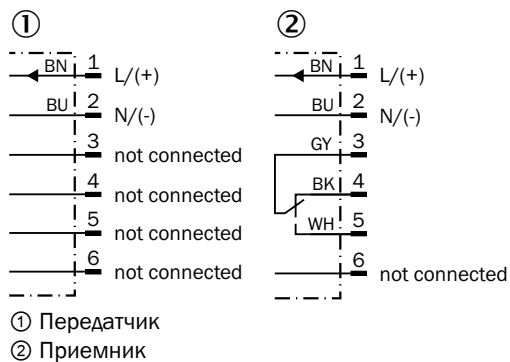 ①
BN 1 L/(+)
BU 2 N/(-)
3 not connected
4 not connected
5 not connected
6 not connected
②
BN 1 L/(+)
BU 2 N/(-)
GY 3
BK 4
WH 5
6 not connected
① Передатчик
② Приемник